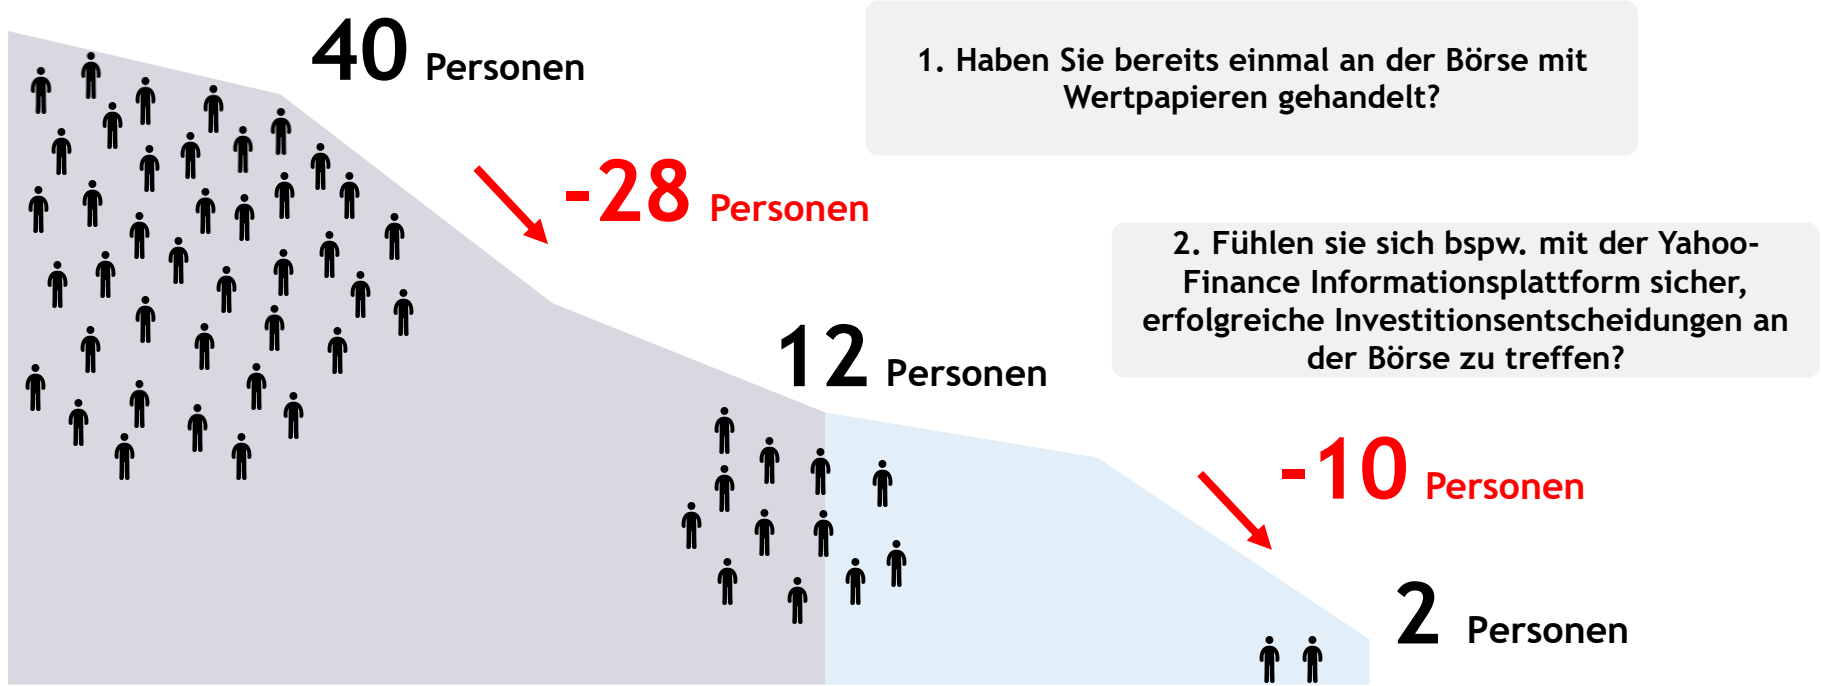 40 Personen
1. Haben Sie bereits einmal an der Börse mit
Wertpapieren gehandelt?
-28 Personen
2. Fühlen sie sich bspw. mit der Yahoo-
Finance Informationsplattform sicher,
erfolgreiche Investitionsentscheidungen an
der Börse zu treffen?
12 Personen
-10 Personen
2 Personen